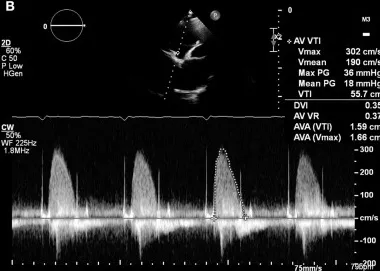 B
0
0
M3
2D
60%
C 50
P Low
HGen
AV VTI
Vmax 302 cm/s
Vmean 190 cm/s
Max PG 36 mmHg
Mean PG 18 mmHg
VTI 55.7 cm
DVI 0.35
AV VR 0.37
AVA (VTI) 1.59 cm
AVA (Vmax) 1.66 cm
CW
50%
WF 225Hz
1.8MHz
300
200
100
cm/s
-100
-200
75mm/s